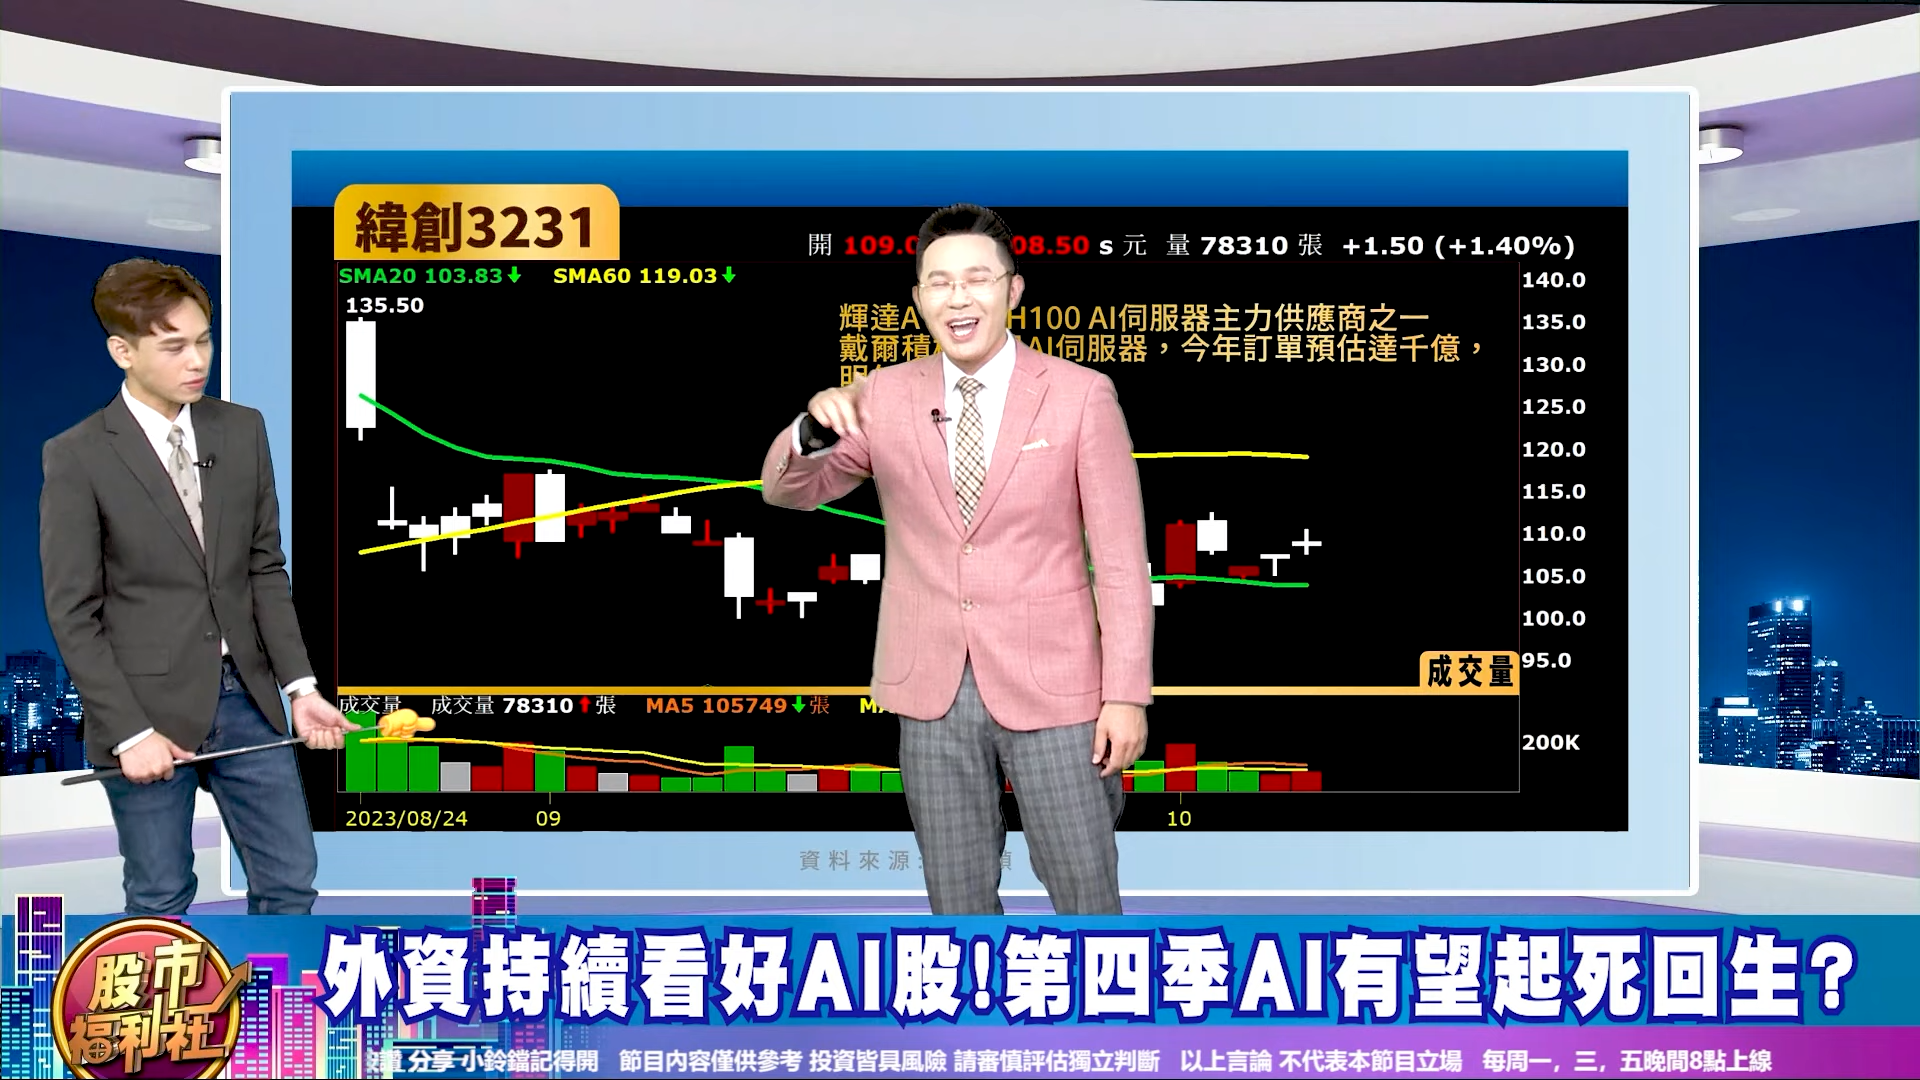 緯創3231
開 109.0 08.50 s 元 量 78310 張 +1.50 (+1.40%)
SMA20 103.83 SMA60 119.03
135.50
輝達A H100 AI伺服器主力供應商之一
戴爾積 AI伺服器，今年訂單預估達千億，
140.0
135.0
130.0
125.0
120.0
115.0
110.0
105.0
100.0
95.0
成交量
成交量 成交量 78310 張 MA5 105749 張
200K
2023/08/24 09 10
資料來源:
外資持續看好AI股!第四季AI有望起死回生?
股市
福利社
分享 小鈴鐺記得開 節目內容僅供參考 投資皆具風險 請審慎評估獨立判斷 以上言論 不代表本節目立場 每周一，三，五晚間8點上線